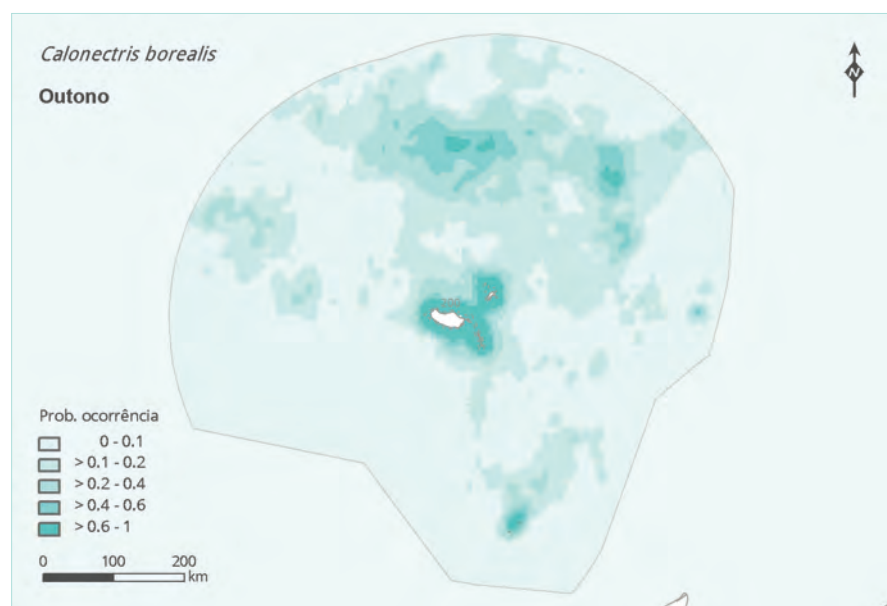 Calonectris borealis
Outono
N
Prob. ocorrência
0 - 0.1
> 0.1 - 0.2
> 0.2 - 0.4
> 0.4 - 0.6
> 0.6 - 1
0 100 200
km